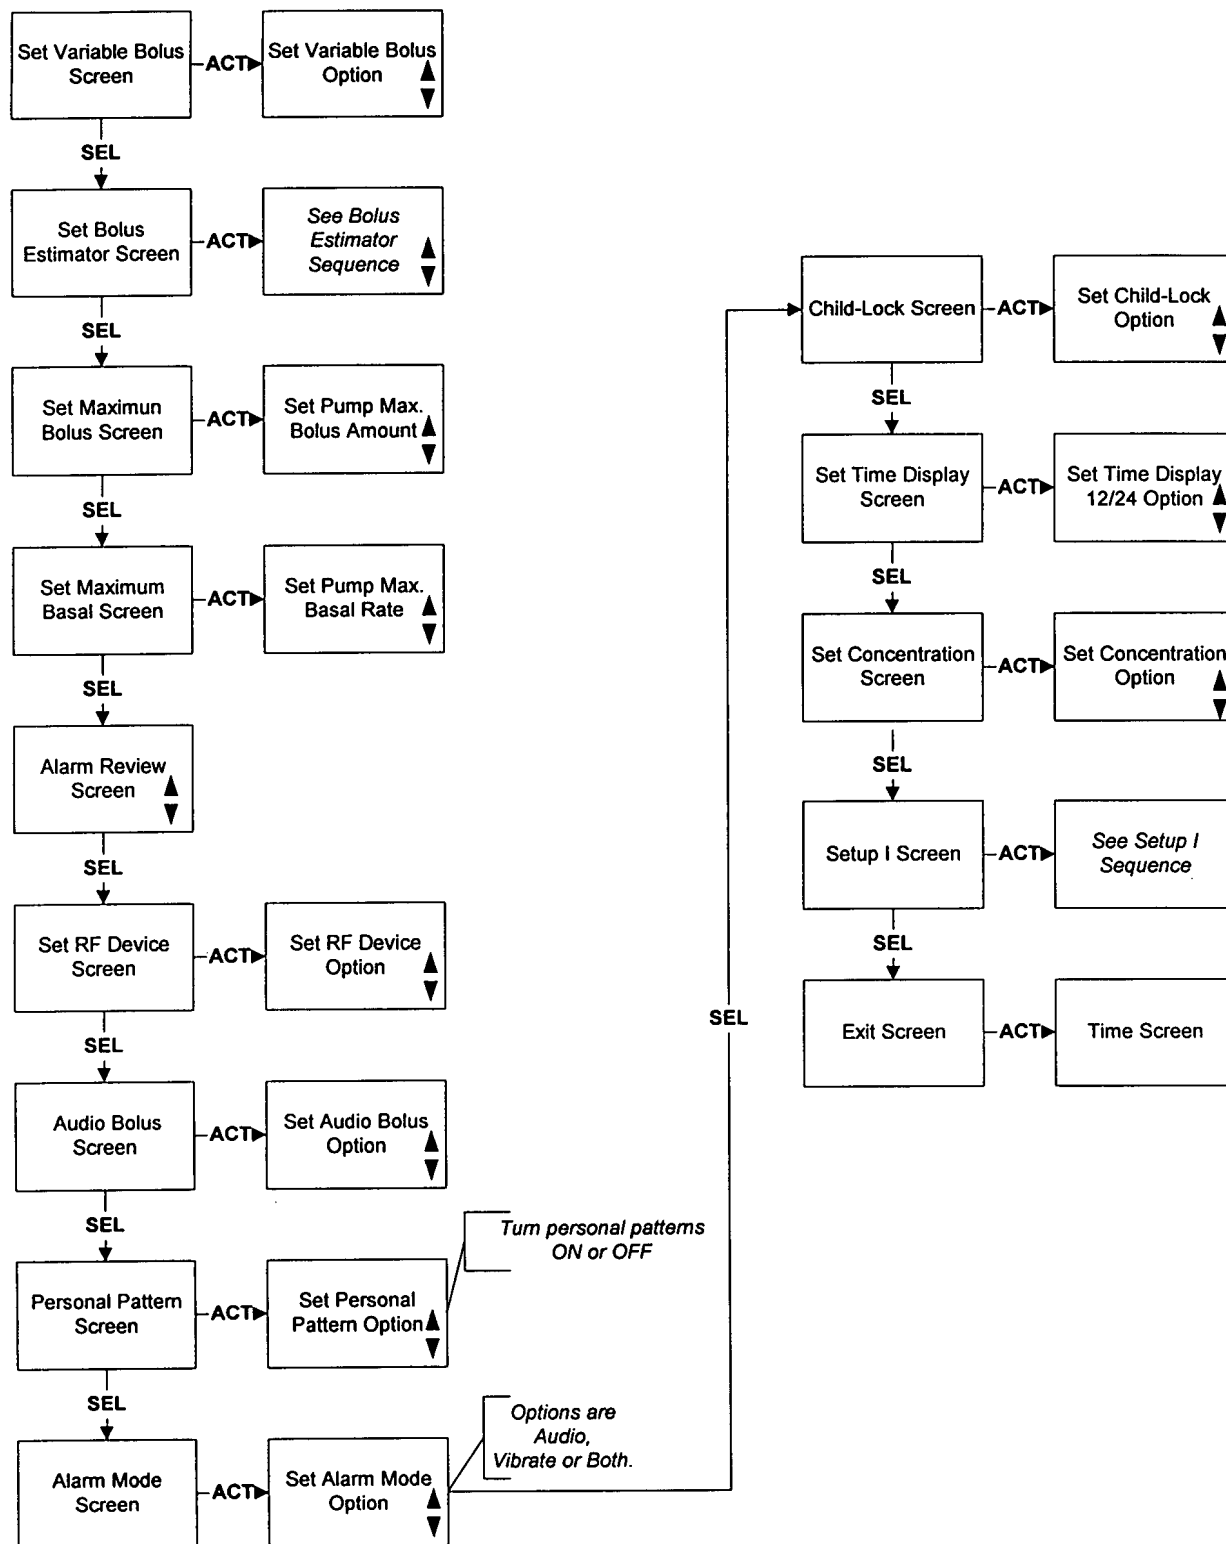 Set Variable Bolus
Screen
ACT
Set Variable Bolus
Option
SEL
Set Bolus
Estimator Screen
ACT
See Bolus
Estimator
Sequence
SEL
Set Maximun
Bolus Screen
ACT
Set Pump Max.
Bolus Amount
SEL
Set Maximum
Basal Screen
ACT
Set Pump Max.
Basal Rate
SEL
Alarm Review
Screen
SEL
Set RF Device
Screen
ACT
Set RF Device
Option
SEL
Audio Bolus
Screen
ACT
Set Audio Bolus
Option
SEL
Personal Pattern
Screen
ACT
Set Personal
Pattern Option
Turn personal patterns
ON or OFF
SEL
Alarm Mode
Screen
ACT
Set Alarm Mode
Option
Options are
Audio,
Vibrate or Both.
SEL
Child-Lock Screen
ACT
Set Child-Lock
Option
SEL
Set Time Display
Screen
ACT
Set Time Display
12/24 Option
SEL
Set Concentration
Screen
ACT
Set Concentration
Option
SEL
Setup I Screen
ACT
See Setup I
Sequence
SEL
Exit Screen
ACT
Time Screen